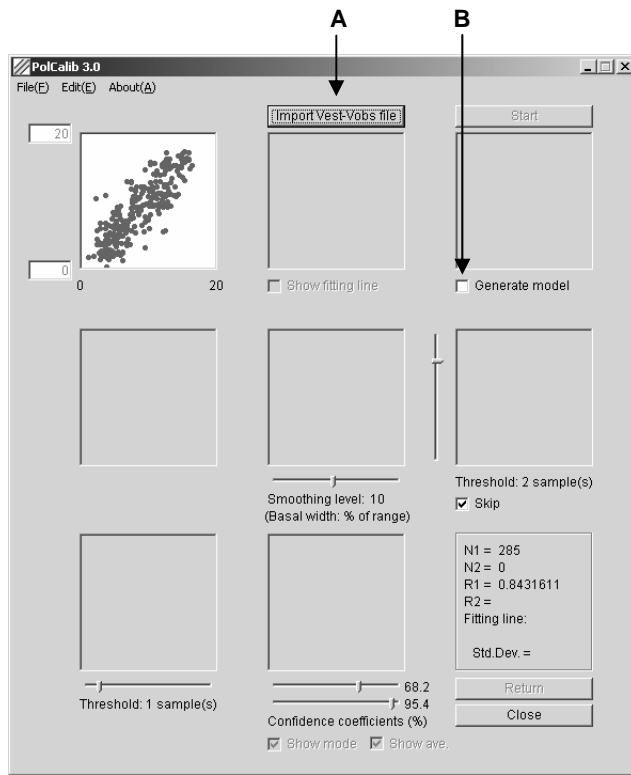 A B
PolCalib 3.0
File(F) Edit(E) About(A)
Import Vest-Vobs file Start
20
0
0 20
Show fitting line
Generate model
Threshold: 2 sample(s)
Smoothing level: 10
(Basal width: % of range)
Skip
N1 = 285
N2 = 0
R1 = 0.8431611
R2 =
Fitting line:
Std.Dev. =
68.2
95.4
Threshold: 1 sample(s)
Confidence coefficients (%)
Show mode Show ave.
Return
Close